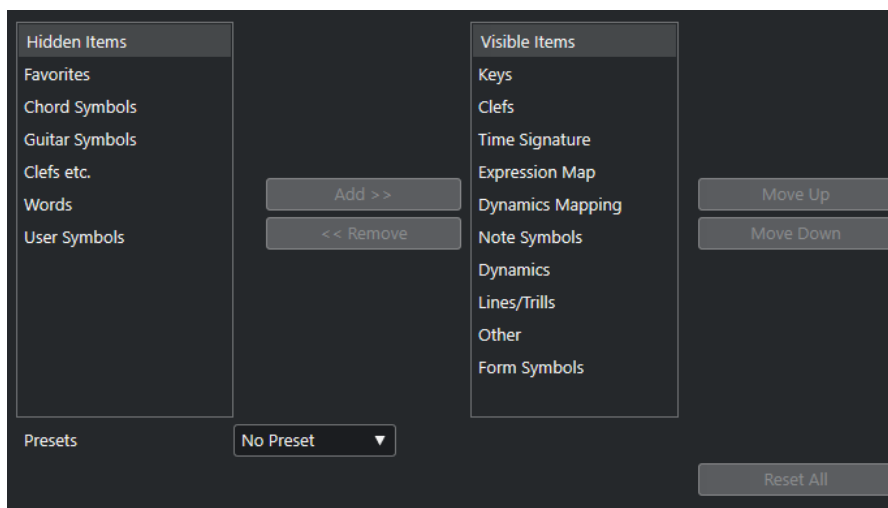 Hidden Items
Favorites
Chord Symbols
Guitar Symbols
Clefs etc.
Words
User Symbols
Add >>
<< Remove
Visible Items
Keys
Clefs
Time Signature
Expression Map
Dynamics Mapping
Note Symbols
Dynamics
Lines/Trills
Other
Form Symbols
Move Up
Move Down
Presets
No Preset
Reset All